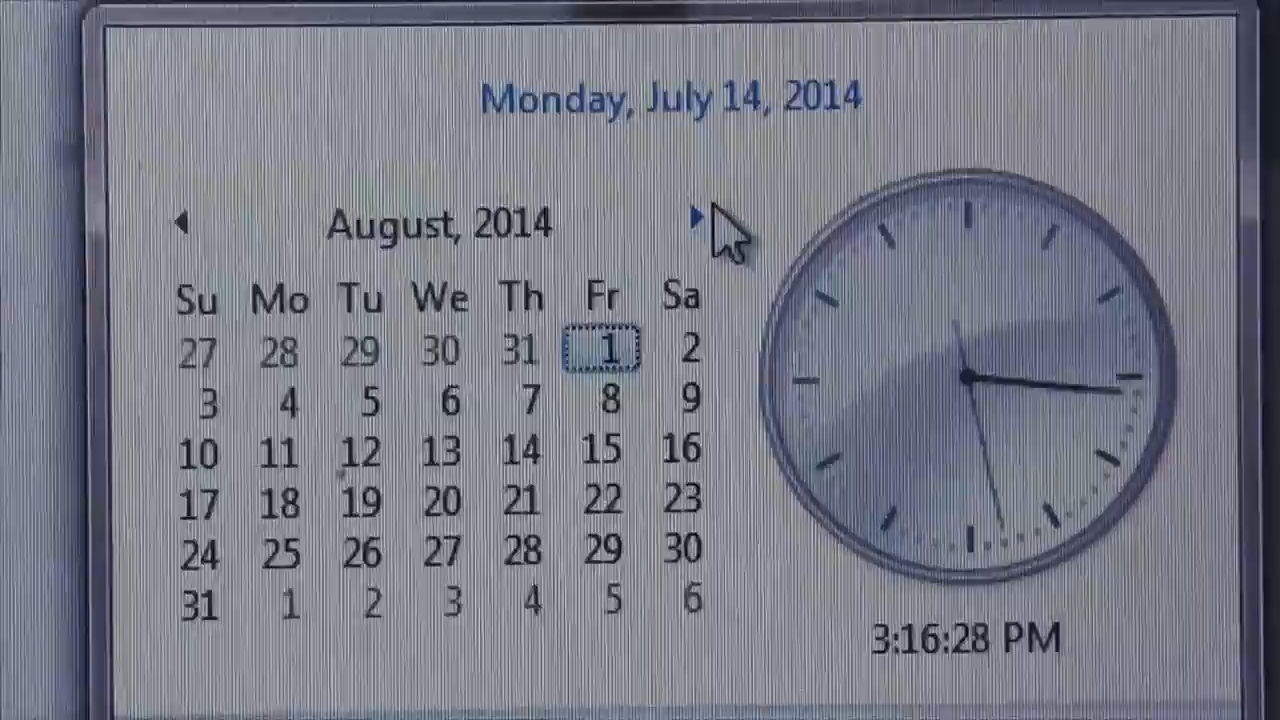 Monday, July 14, 2014
August, 2014
Su Mo Tu We Th Fr Sa
27 28 29 30 31 1 2
3 4 5 6 7 8 9
10 11 12 13 14 15 16
17 18 19 20 21 22 23
24 25 26 27 28 29 30
31 1 2 3 4 5 6
3:16:28 PM